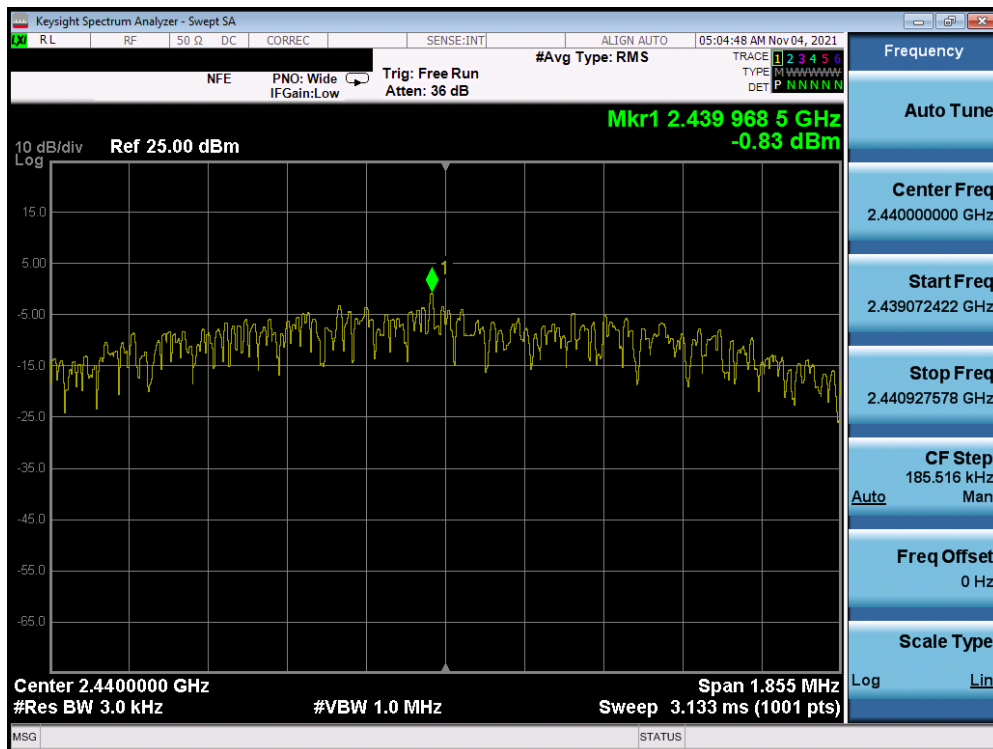 Keysight Spectrum Analyzer - Swept SA
LXI RL RF 50 Ω DC CORREC SENSE:INT ALIGN AUTO 05:04:48 AM Nov 04, 2021
NFE PNO: Wide IFGain:Low Trig: Free Run Atten: 36 dB #Avg Type: RMS
TRACE 1 2 3 4 5 6
TYPE M WWWWW
DET P N N N N N
Mkr1 2.439 968 5 GHz
-0.83 dBm
10 dB/div Ref 25.00 dBm
Log
15.0
5.00
1
-5.00
-15.0
-25.0
-35.0
-45.0
-55.0
-65.0
Center 2.4400000 GHz Span 1.855 MHz
#Res BW 3.0 kHz #VBW 1.0 MHz Sweep 3.133 ms (1001 pts)
MSG STATUS
Frequency
Auto Tune
Center Freq
2.440000000 GHz
Start Freq
2.439072422 GHz
Stop Freq
2.440927578 GHz
CF Step
185.516 kHz
Auto Man
Freq Offset
0 Hz
Scale Type
Log Lin